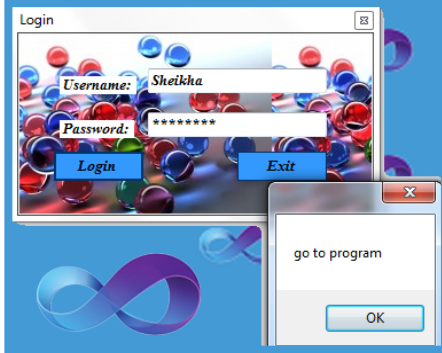 Login
Username: Sheikha
Password: ********
Login Exit
go to program
OK